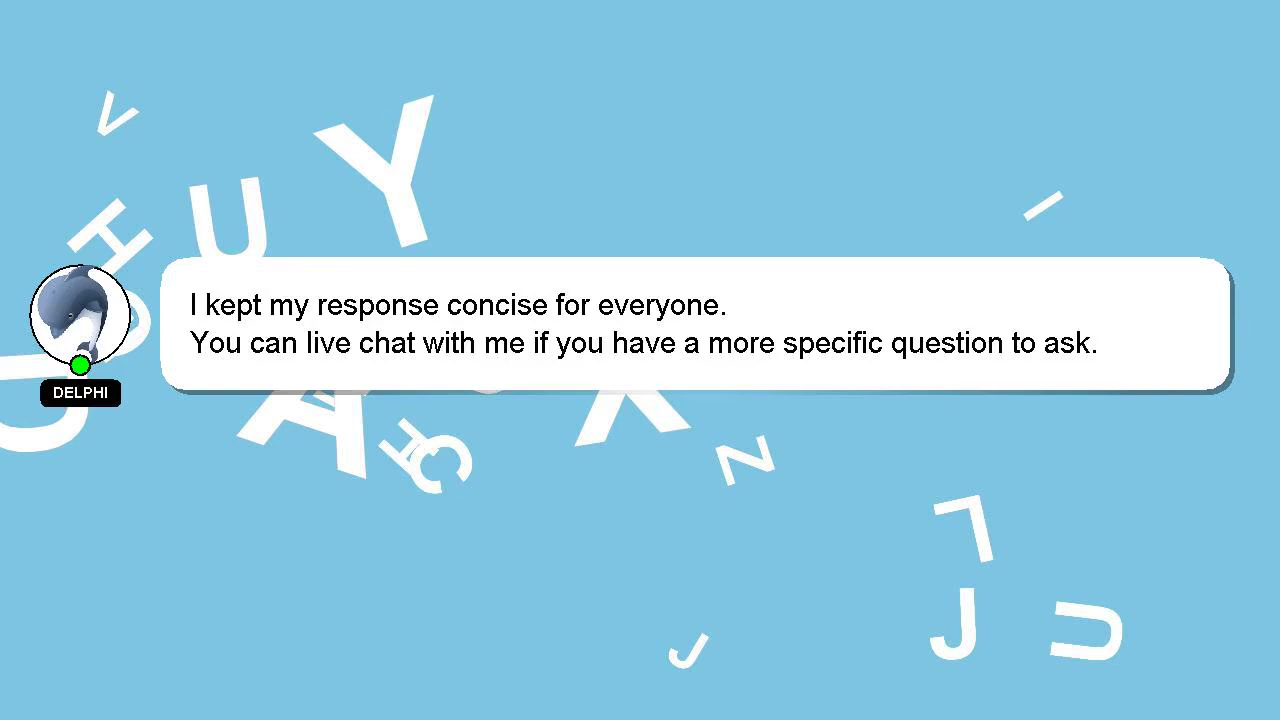 V
Y
U
H
I
I kept my response concise for everyone.
You can live chat with me if you have a more specific question to ask.
DELPHI
A
H
C
X
N
L
J
U
J